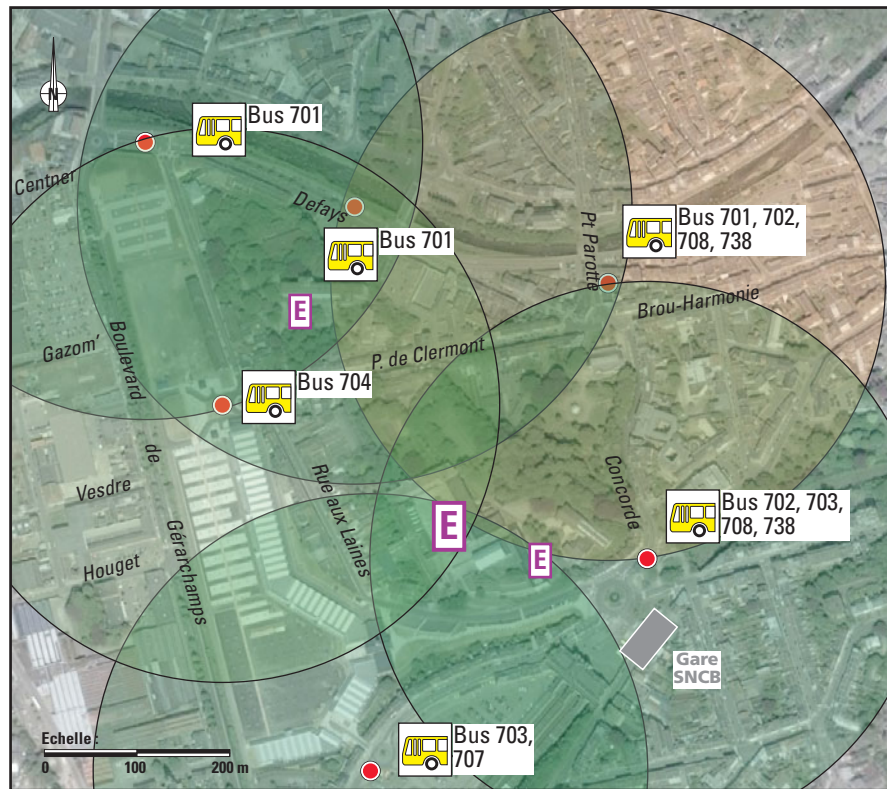 N
Bus 701
Centner
Defays
Bus 701
Pt Parotte
Bus 701, 702,
708, 738
Brou-Harmonie
E
Gazom'
Boulevard
P. de Clermont
Bus 704
de
Vesdre
Rue aux Laines
Concorde
Bus 702, 703,
708, 738
E
E
Houget
Gérarchamps
Gare
SNCB
Bus 703,
707
Echelle :
0 100 200 m